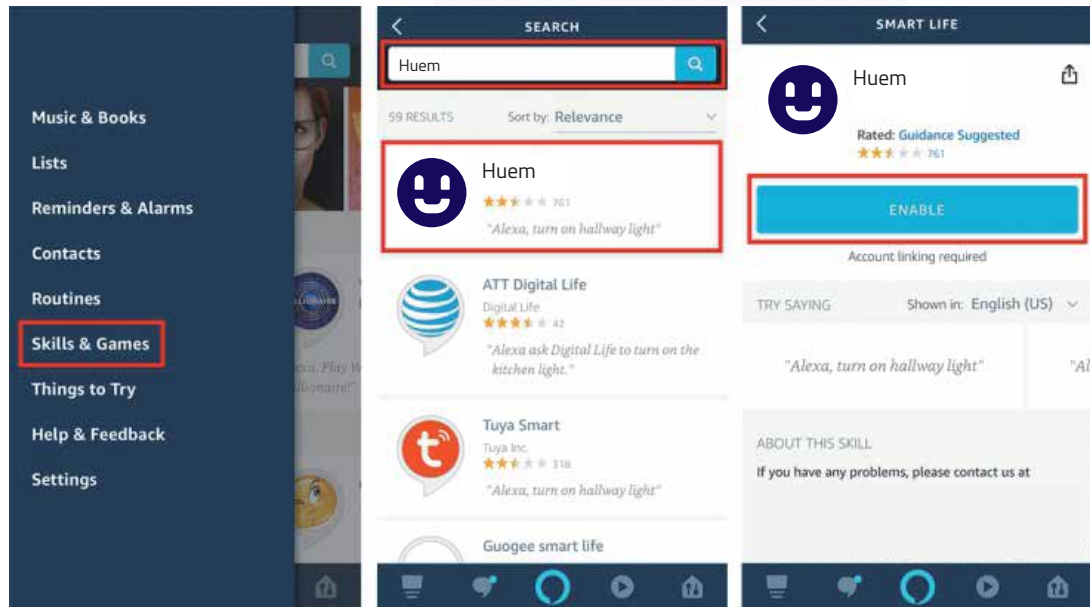 Music & Books
Lists
Reminders & Alarms
Contacts
Routines
Skills & Games
Things to Try
Help & Feedback
Settings
SEARCH
Huem
59 RESULTS Sort by: Relevance
Huem
761
"Alexa, turn on hallway light"
ATT Digital Life
Digital Life
42
"Alexa ask Digital Life to turn on the
kitchen light."
Tuya Smart
Tuya Inc.
318
"Alexa, turn on hallway light"
Guogee smart life
SMART LIFE
Huem
Rated: Guidance Suggested
761
ENABLE
Account linking required
TRY SAYING Shown in: English (US)
"Alexa, turn on hallway light" "Al
ABOUT THIS SKILL
If you have any problems, please contact us at